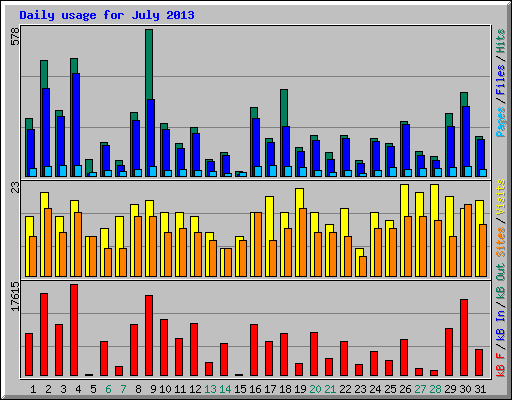 Daily usage for July 2013
578
Pages / Files / Hits
23
Sites / Visits
17615
kB F / kB In / kB Out
1 2 3 4 5 6 7 8 9 10 11 12 13 14 15 16 17 18 19 20 21 22 23 24 25 26 27 28 29 30 31